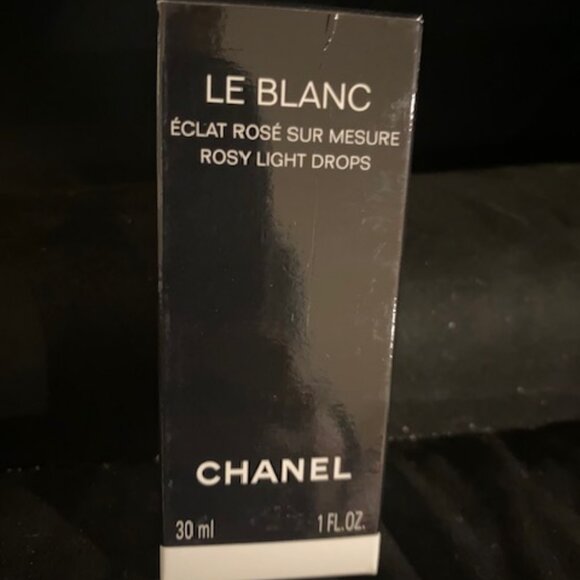 LE BLANC
ÉCLAT ROSÉ SUR MESURE
ROSY LIGHT DROPS
CHANEL
30 ml 1 FL.OZ.